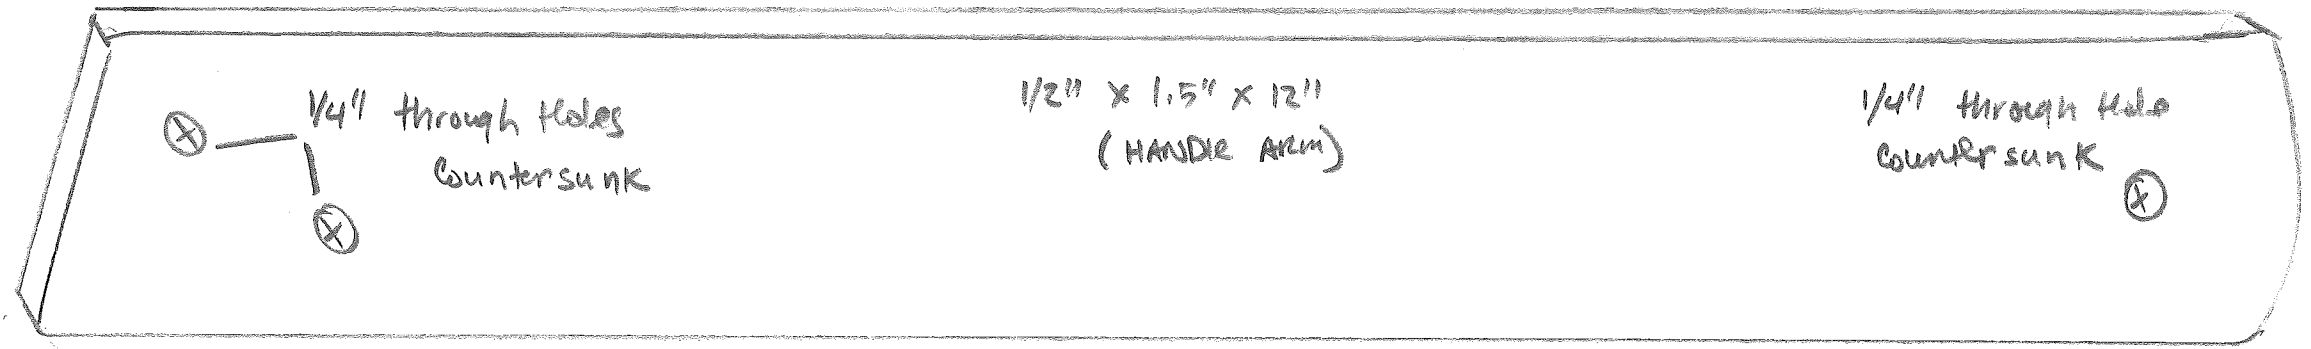 1/4" through Holes
Countersunk
1/2" x 1.5" x 12"
(HANDLE ARM)
1/4" through Hole
Countersunk